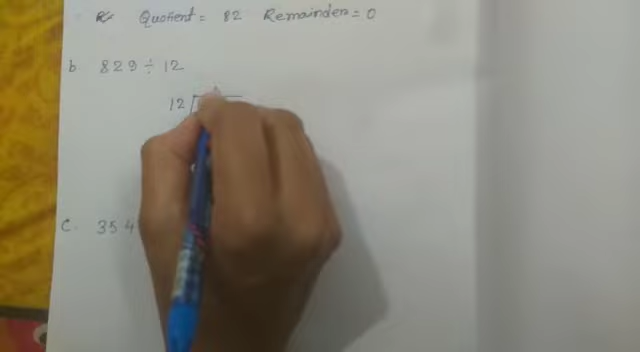 Quotient = 82 Remainder = 0
b 829 ÷ 12
12
c. 354